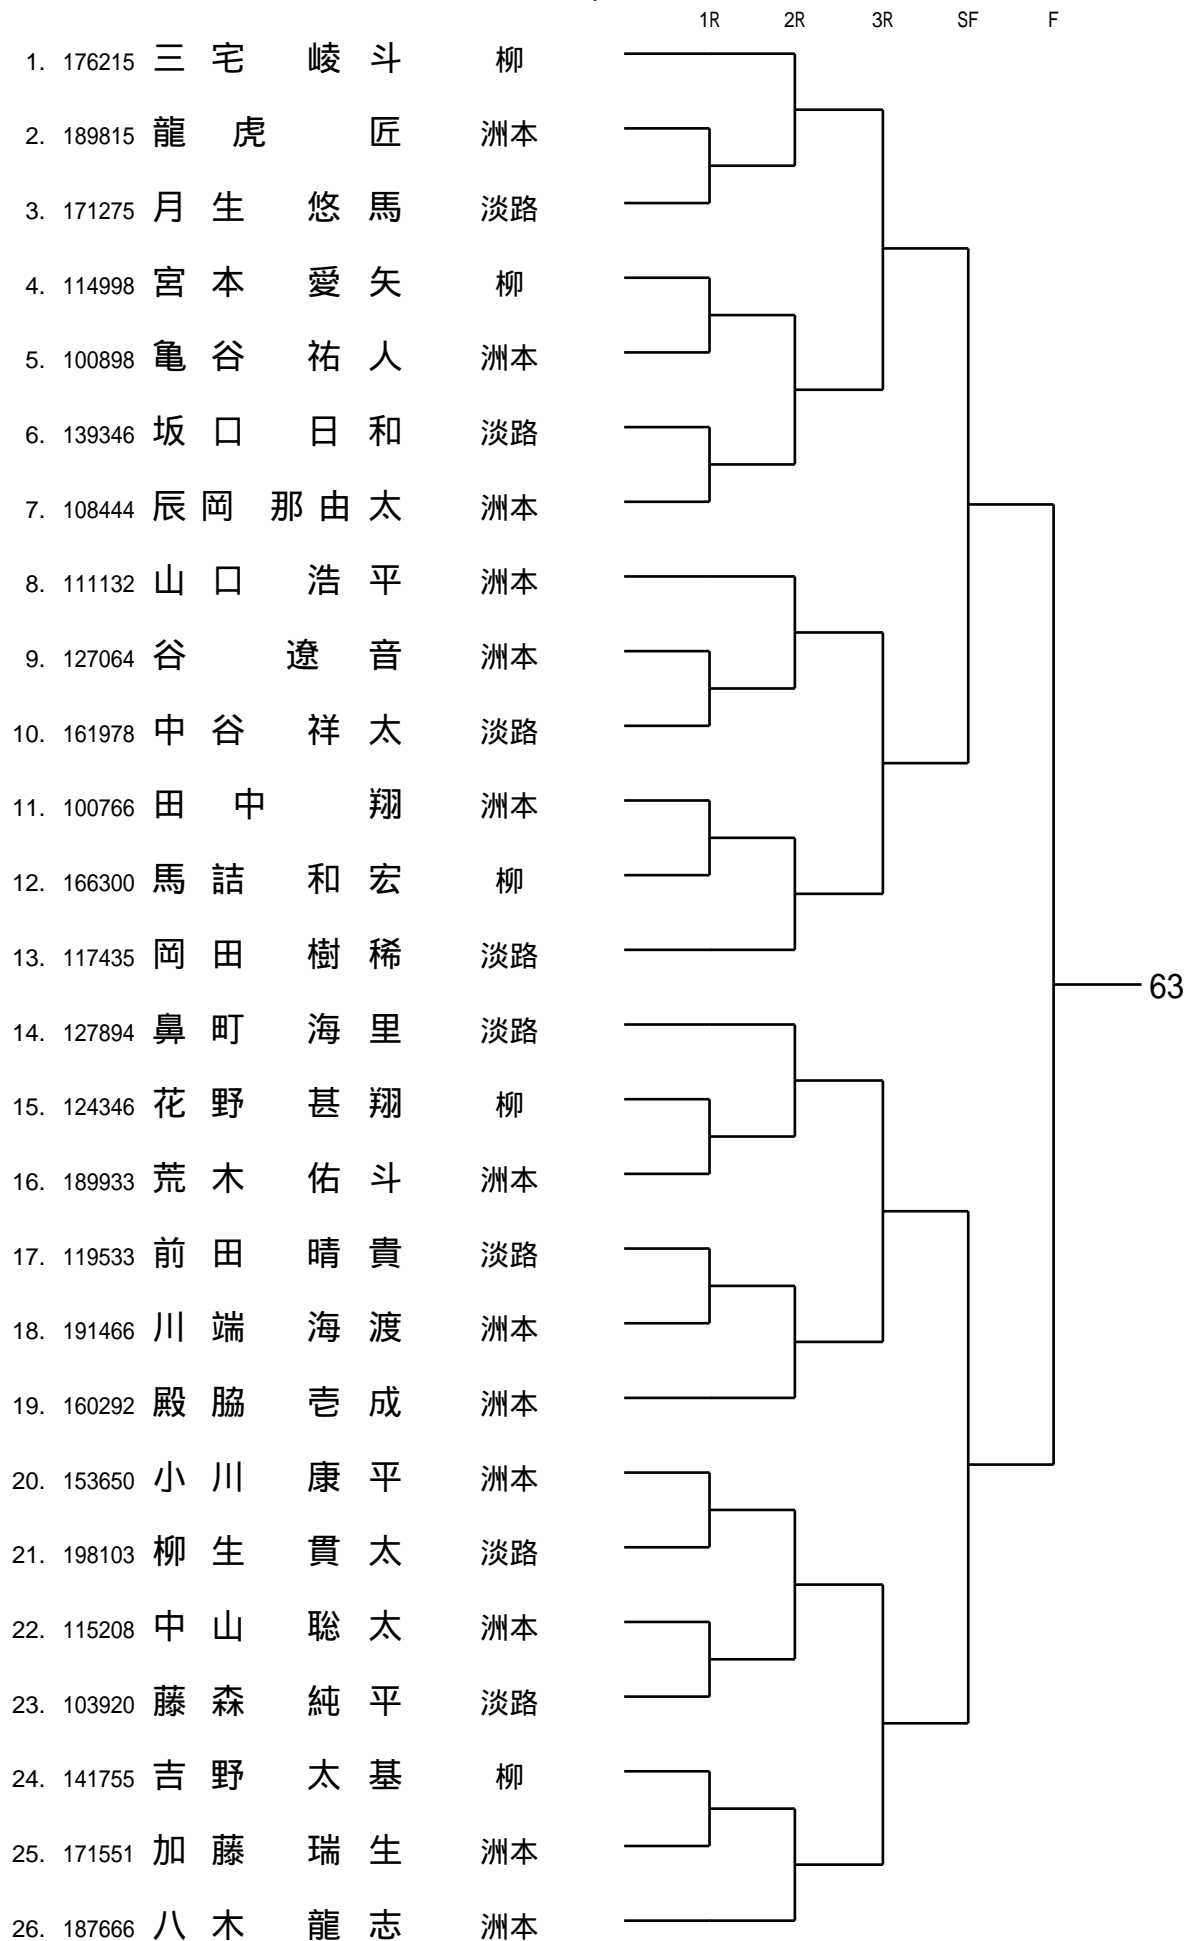 1R 2R 3R SF F
1. 176215 三宅 崚斗 柳
2. 189815 龍虎 匠 洲本
3. 171275 月生 悠馬 淡路
4. 114998 宮本 愛矢 柳
5. 100898 亀谷 祐人 洲本
6. 139346 坂口 日和 淡路
7. 108444 辰岡 那由太 洲本
8. 111132 山口 浩平 洲本
9. 127064 谷 遼音 洲本
10. 161978 中谷 祥太 淡路
11. 100766 田中 翔 洲本
12. 166300 馬詰 和宏 柳
13. 117435 岡田 樹稀 淡路
63
14. 127894 鼻町 海里 淡路
15. 124346 花野 甚翔 柳
16. 189933 荒木 佑斗 洲本
17. 119533 前田 晴貴 淡路
18. 191466 川端 海渡 洲本
19. 160292 殿脇 壱成 洲本
20. 153650 小川 康平 洲本
21. 198103 柳生 貫太 淡路
22. 115208 中山 聡太 洲本
23. 103920 藤森 純平 淡路
24. 141755 吉野 太基 柳
25. 171551 加藤 瑞生 洲本
26. 187666 八木 龍志 洲本